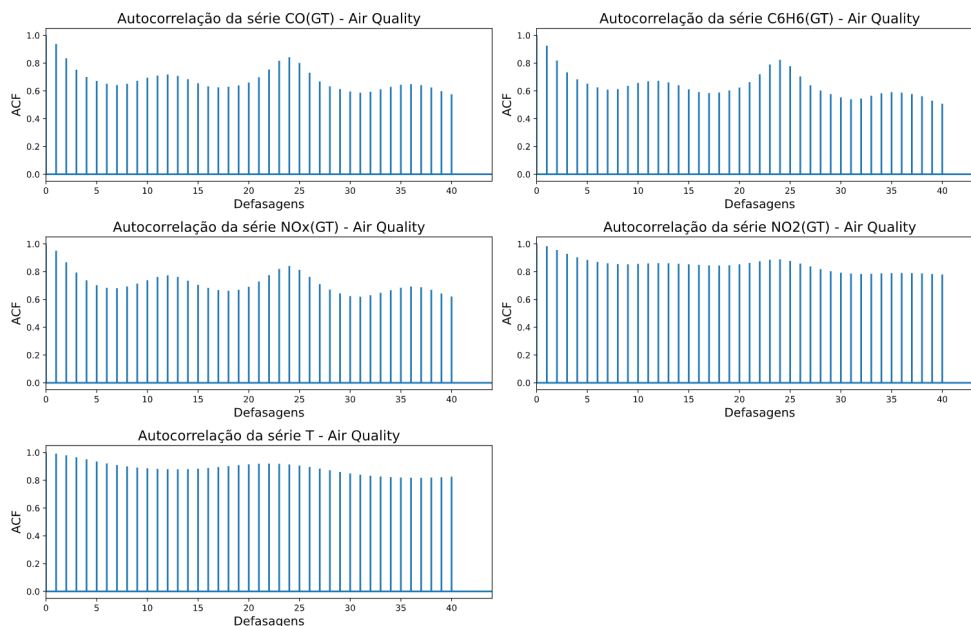 Autocorrelação da série CO(GT) - Air Quality
1.0
0.8
0.6
0.4
0.2
0.0
ACF
0 5 10 15 20 25 30 35 40
Defasagens
Autocorrelação da série C6H6(GT) - Air Quality
1.0
0.8
0.6
0.4
0.2
0.0
ACF
0 5 10 15 20 25 30 35 40
Defasagens
Autocorrelação da série NOx(GT) - Air Quality
1.0
0.8
0.6
0.4
0.2
0.0
ACF
0 5 10 15 20 25 30 35 40
Defasagens
Autocorrelação da série NO2(GT) - Air Quality
1.0
0.8
0.6
0.4
0.2
0.0
ACF
0 5 10 15 20 25 30 35 40
Defasagens
Autocorrelação da série T - Air Quality
1.0
0.8
0.6
0.4
0.2
0.0
ACF
0 5 10 15 20 25 30 35 40
Defasagens